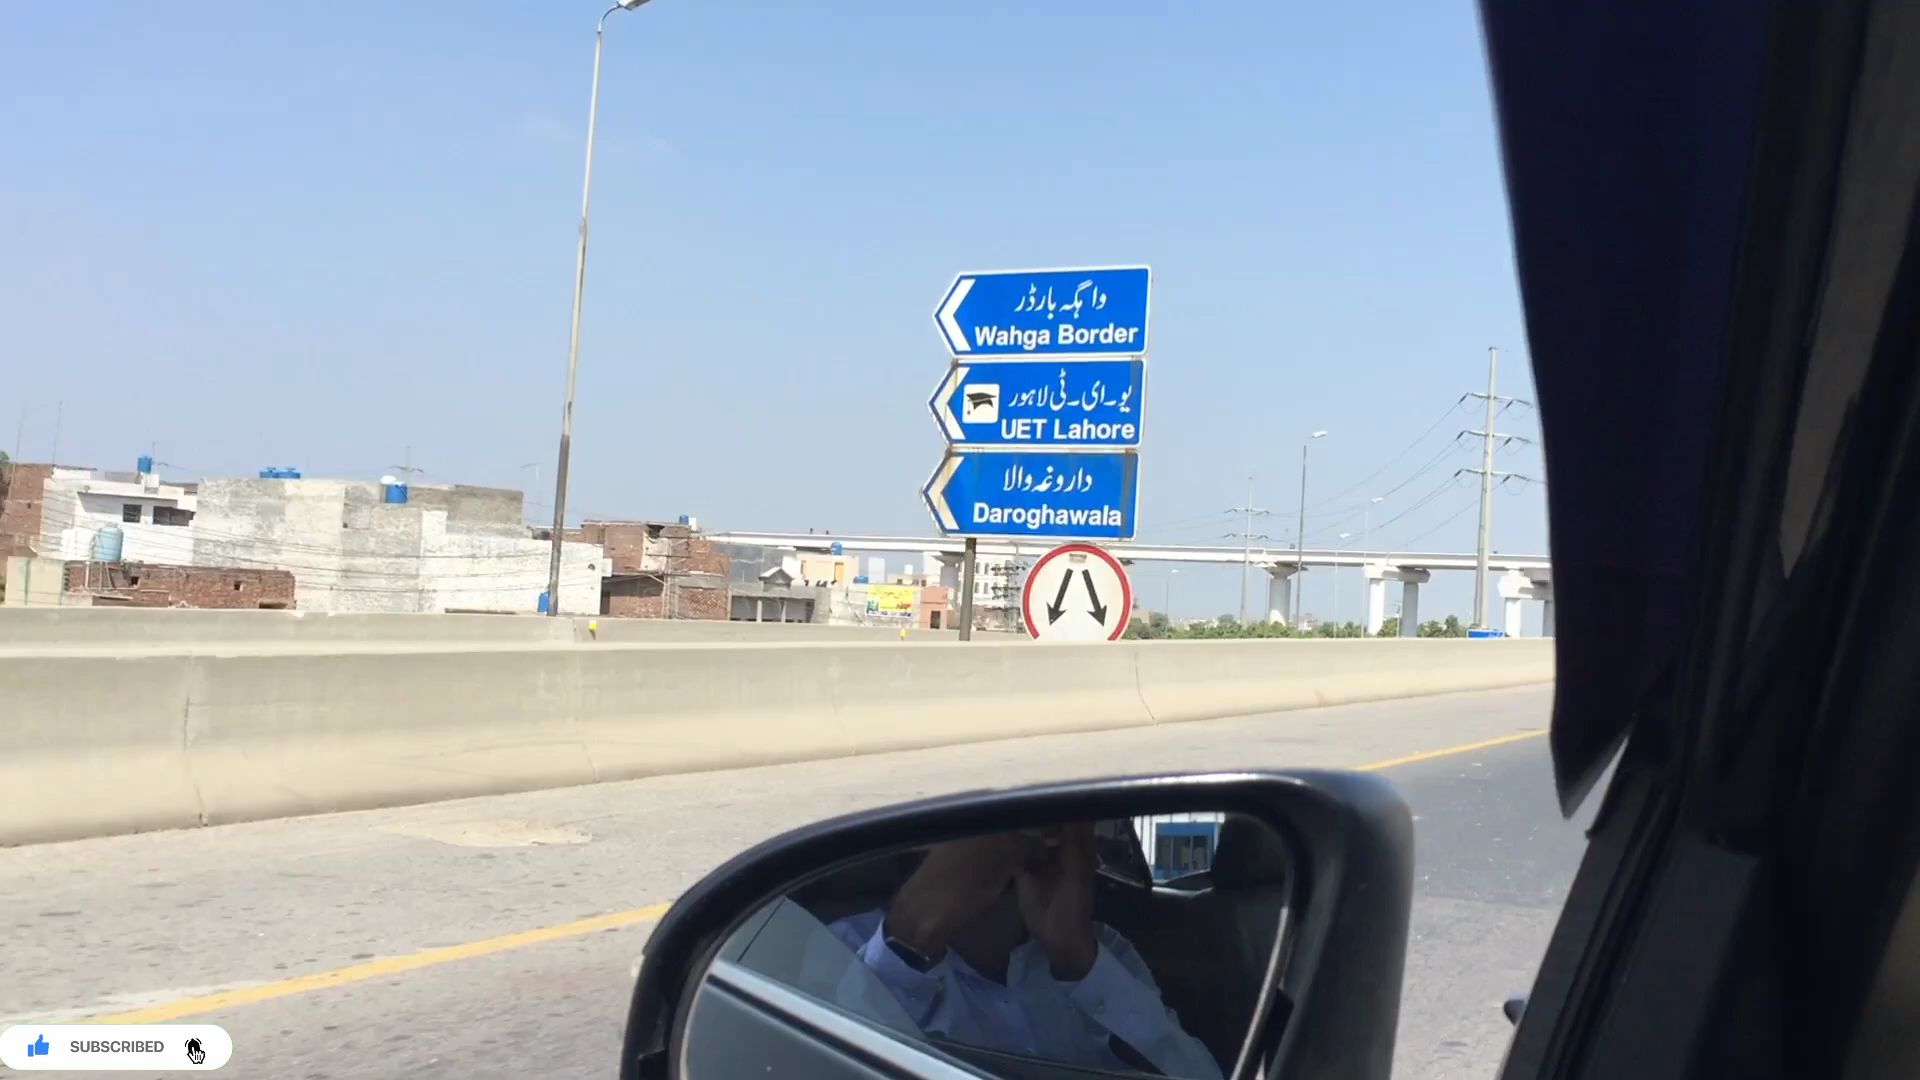 واہگہ بارڈر
Wahga Border
یو۔ای۔ٹی لاہور
UET Lahore
داروغہ والا
Daroghawala
SUBSCRIBED